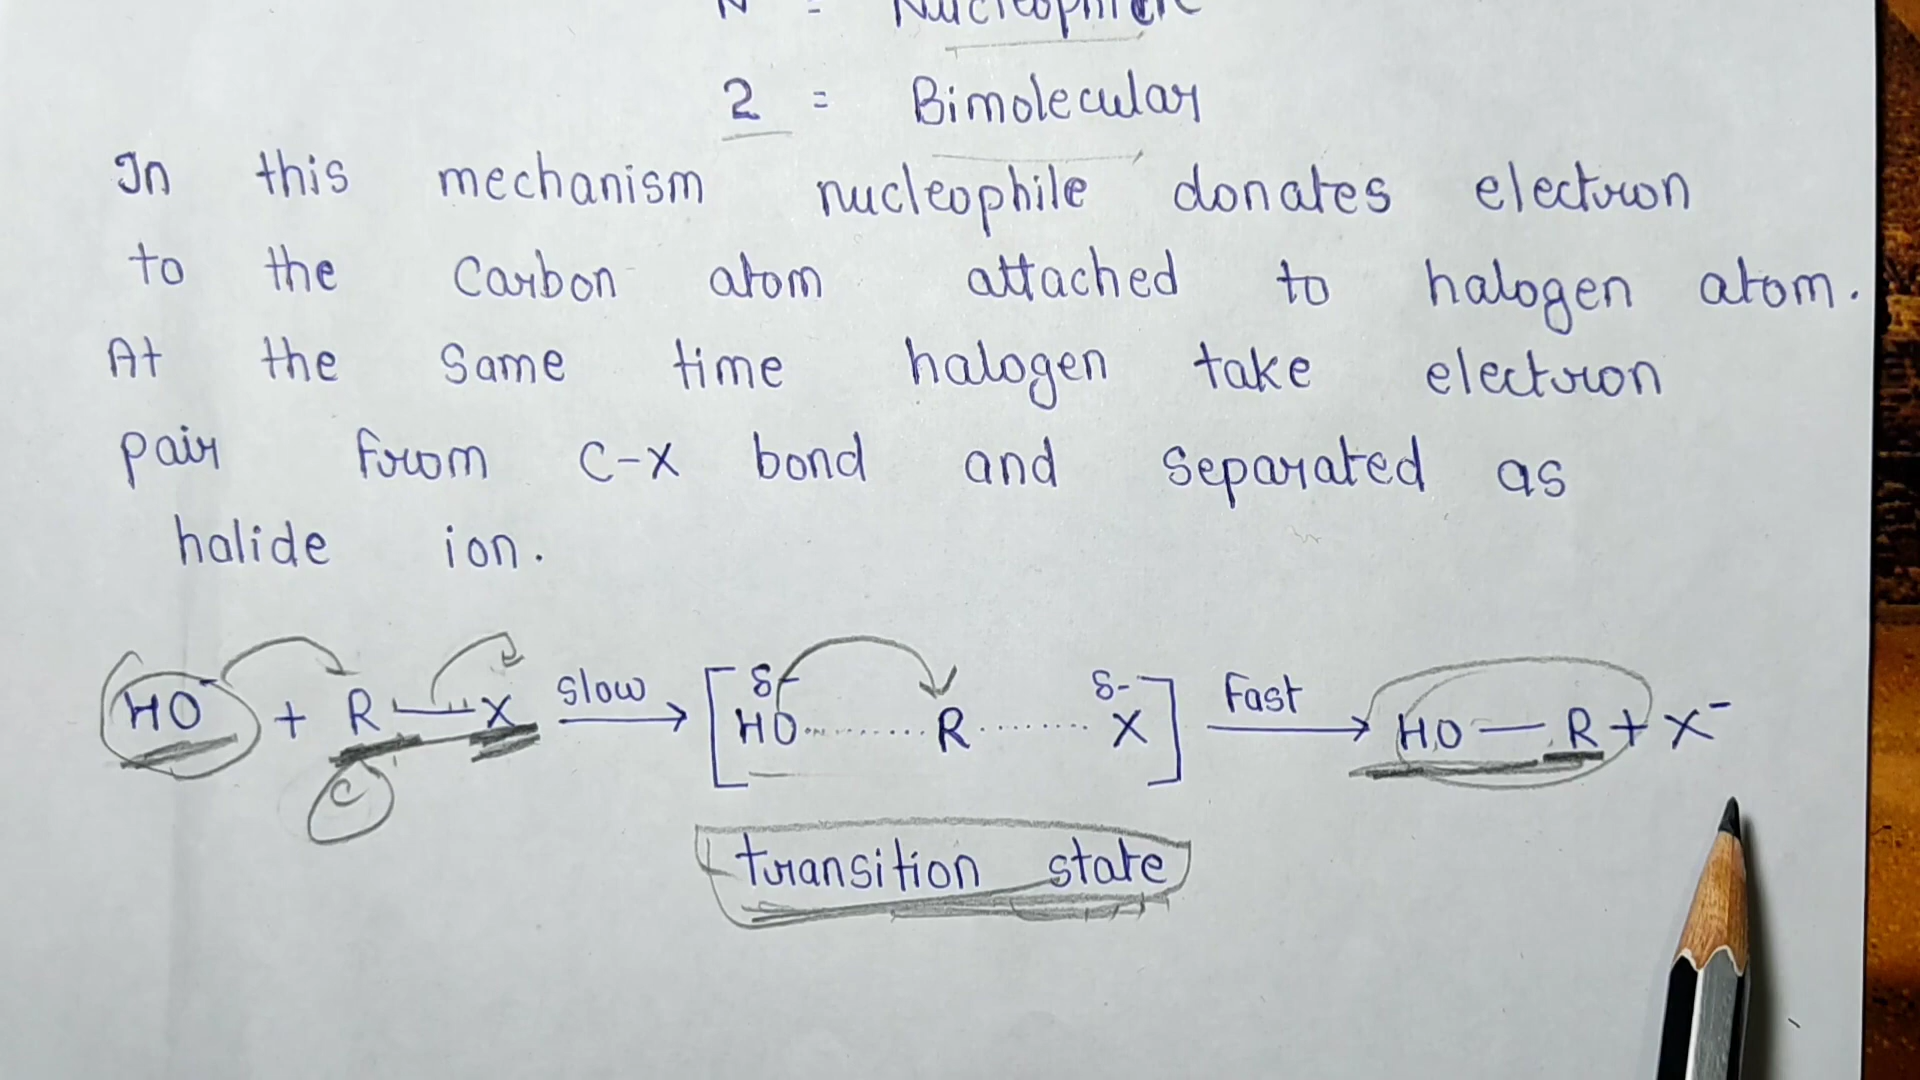 N = Nucleophilic
2 = Bimolecular
In this mechanism nucleophile donates electron
to the Carbon atom attached to halogen atom.
At the Same time halogen take electron
pair from C-X bond and Separated as
halide ion.
HO⁻ + R—X Slow → [δ- HO........R........X δ-] Fast → HO—R + X⁻
C
transition state